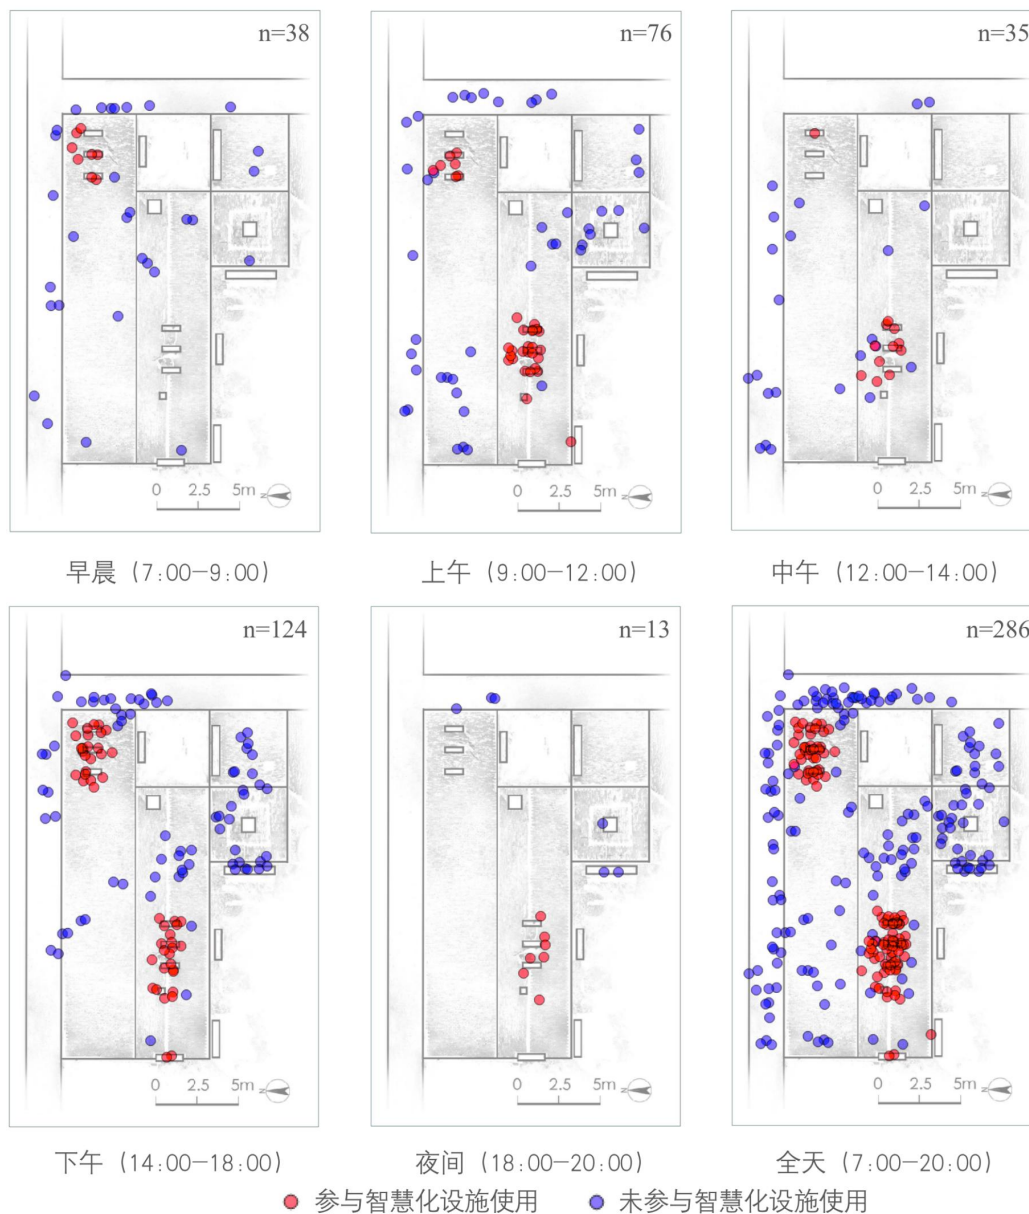 n=38
n=76
n=35
0 2.5 5m N
0 2.5 5m N
0 2.5 5m N
早晨 (7:00—9:00)
上午 (9:00—12:00)
中午 (12:00—14:00)
n=124
n=13
n=286
0 2.5 5m N
0 2.5 5m N
0 2.5 5m N
下午 (14:00—18:00)
夜间 (18:00—20:00)
全天 (7:00—20:00)
参与智慧化设施使用 未参与智慧化设施使用